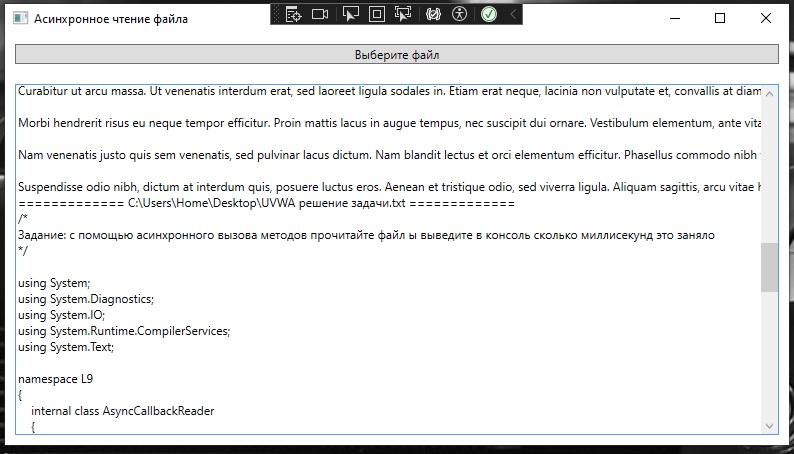 Асинхронное чтение файла
Выберите файл
Curabitur ut arcu massa. Ut venenatis interdum erat, sed laoreet ligula sodales in. Etiam erat neque, lacinia non vulputate et, convallis at diam
Morbi hendrerit risus eu neque tempor efficitur. Proin mattis lacus in augue tempus, nec suscipit dui ornare. Vestibulum elementum, ante vita
Nam venenatis justo quis sem venenatis, sed pulvinar lacus dictum. Nam blandit lectus et orci elementum efficitur. Phasellus commodo nibh
Suspendisse odio nibh, dictum at interdum quis, posuere luctus eros. Aenean et tristique odio, sed viverra ligula. Aliquam sagittis, arcu vitae
============= C:\Users\Home\Desktop\UVWA решение задачи.txt =============
/*
Задание: с помощью асинхронного вызова методов прочитайте файл ы выведите в консоль сколько миллисекунд это заняло
*/
using System;
using System.Diagnostics;
using System.IO;
using System.Runtime.CompilerServices;
using System.Text;
namespace L9
{
internal class AsyncCallbackReader
{